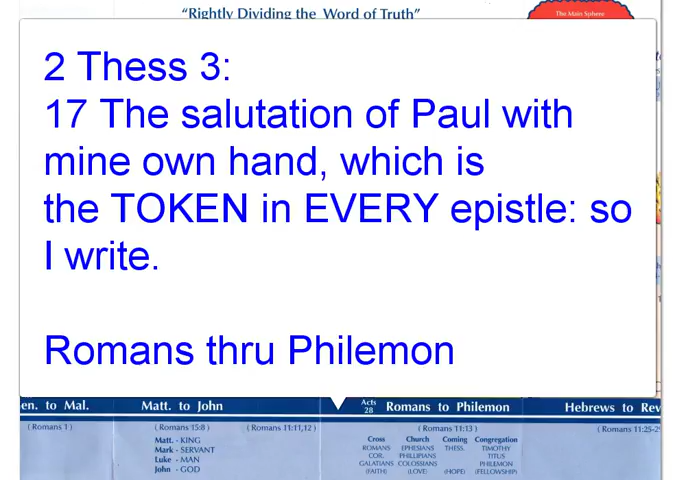 "Rightly Dividing the Word of Truth"
The Main Sphere
2 Thess 3:
17 The salutation of Paul with
mine own hand, which is
the TOKEN in EVERY epistle: so
I write.
Romans thru Philemon
en. to Mal.
Matt. to John
Acts
28
Romans to Philemon
Hebrews to Rev
( Romans 1 )
( Romans 15:8 )
( Romans 11:11,12 )
( Romans 11:13 )
( Romans 11:25-2
Matt. - KING
Mark - SERVANT
Luke - MAN
John - GOD
Cross Church Coming Congregation
ROMANS EPHESIANS THESS. TIMOTHY
COR. PHILLIPIANS TITUS
GALATIANS COLOSSIANS PHILEMON
(FAITH) (LOVE) (HOPE) (FELLOWSHIP)